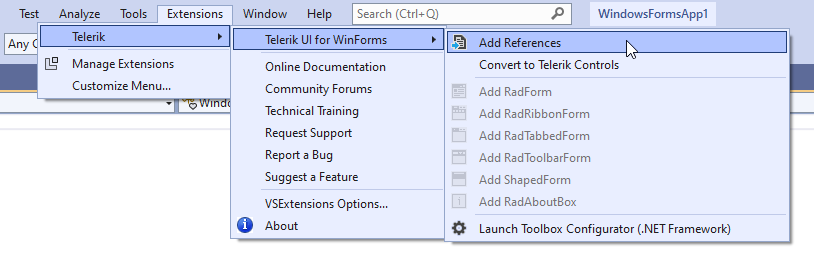 Test Analyze Tools Extensions Window Help Search (Ctrl+Q) WindowsFormsApp1
Any C
Telerik
Manage Extensions
Customize Menu...
Windo
Telerik UI for WinForms
Online Documentation
Community Forums
Technical Training
Request Support
Report a Bug
Suggest a Feature
VSExtensions Options...
About
Add References
Convert to Telerik Controls
Add RadForm
Add RadRibbonForm
Add RadTabbedForm
Add RadToolbarForm
Add ShapedForm
Add RadAboutBox
Launch Toolbox Configurator (.NET Framework)